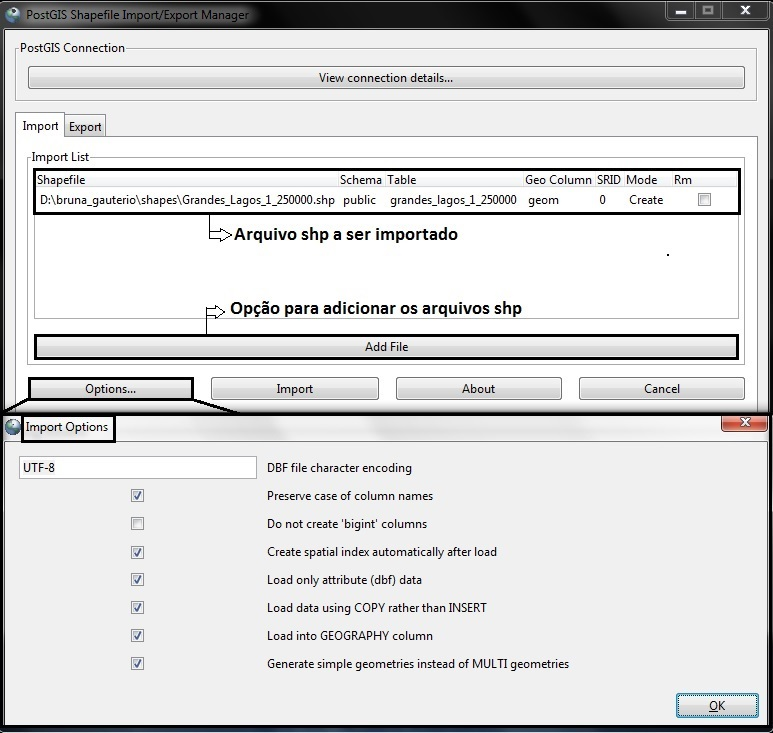 PostGIS Shapefile Import/Export Manager
PostGIS Connection
View connection details...
Import Export
Import List
Shapefile Schema Table Geo Column SRID Mode Rm
D:\bruna_gauterio\shapes\Grandes_Lagos_1_250000.shp public grandes_lagos_1_250000 geom 0 Create
Arquivo shp a ser importado
Opção para adicionar os arquivos shp
Add File
Options... Import About Cancel
Import Options
UTF-8 DBF file character encoding
Preserve case of column names
Do not create 'bigint' columns
Create spatial index automatically after load
Load only attribute (dbf) data
Load data using COPY rather than INSERT
Load into GEOGRAPHY column
Generate simple geometries instead of MULTI geometries
OK